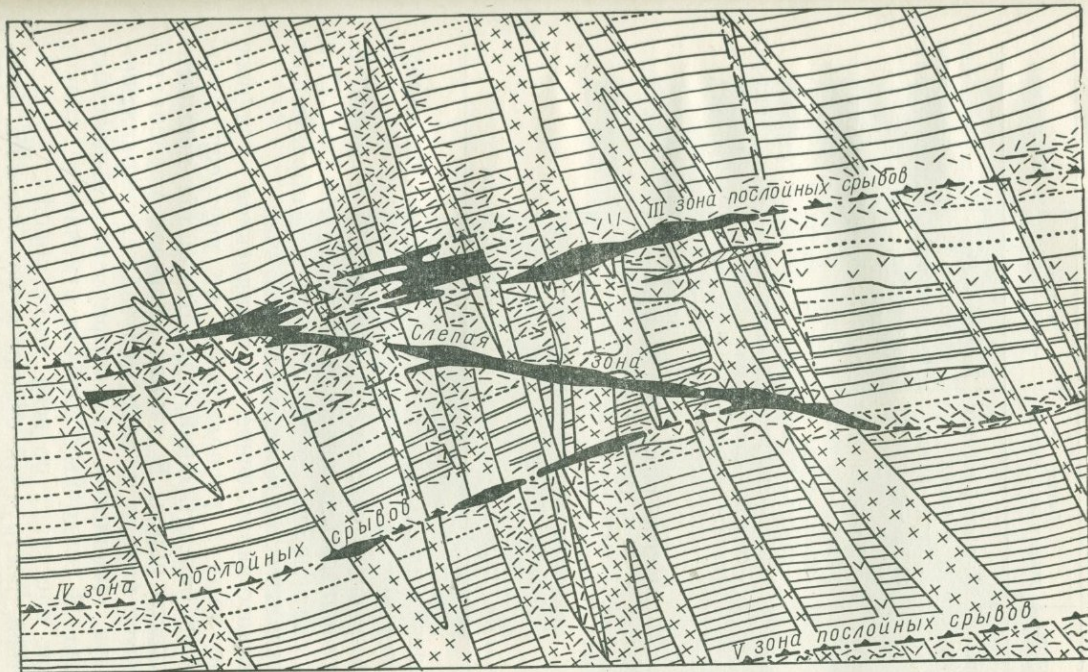 III зона послойных срывов
Слепая зона
IV зона послойных срывов
V зона послойных срывов